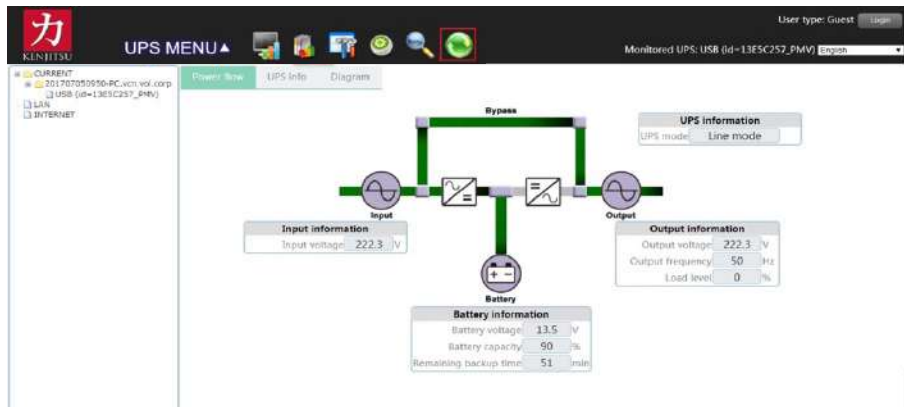 力
KINJITSU
UPS MENU▲
User type: Guest
Login
Monitored UPS: USB (id=13E5C257_PMV)
English
CURRENT
201707050950-PC.vcn.vol.corp
USB (id=13E5C257_PMV)
LAN
INTERNET
Power flow UPS Info Diagram
Bypass
UPS information
UPS mode Line mode
Input
Output
Input information
Input voltage 222.3 V
Output information
Output voltage 222.3 V
Output frequency 50 Hz
Load level 0 %
Battery
Battery information
Battery voltage 13.5 V
Battery capacity 90 %
Remaining backup time 51 min